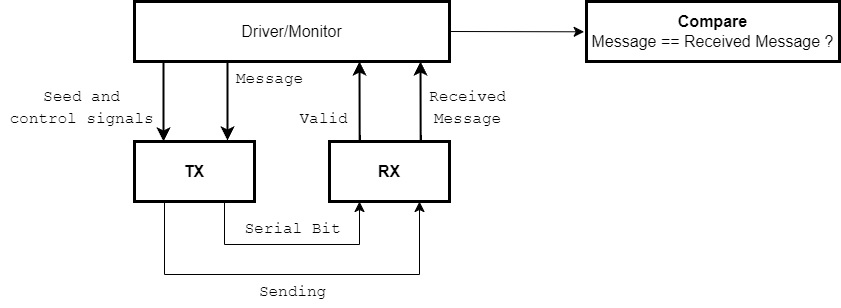 Driver/Monitor
Compare
Message == Received Message ?
Message
Seed and
control signals
Valid
Received
Message
TX
RX
Serial Bit
Sending